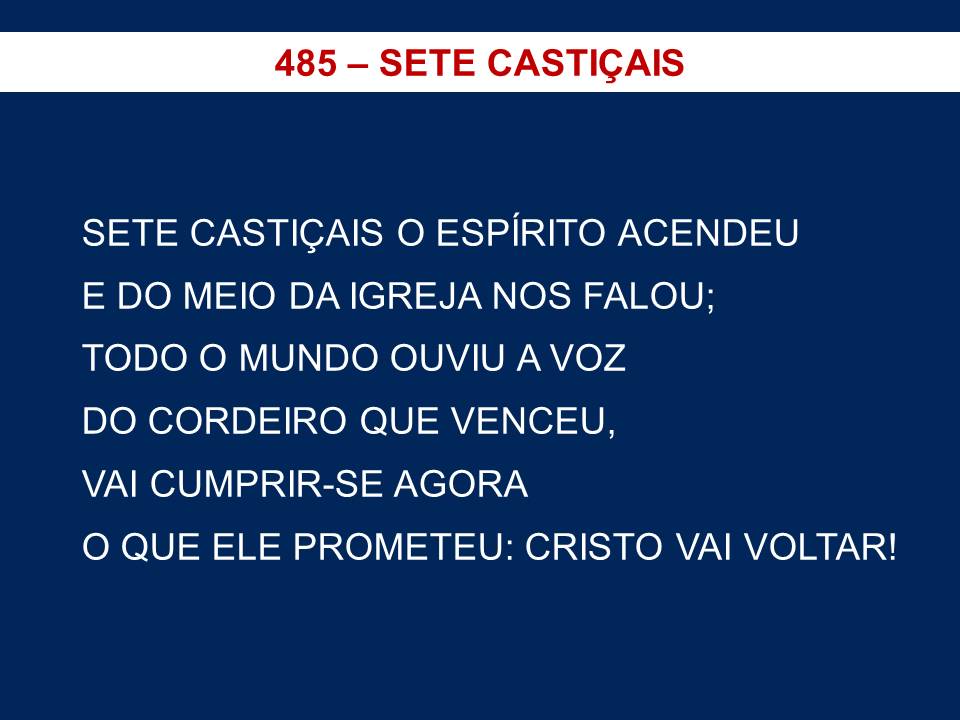 485 – SETE CASTIÇAIS
SETE CASTIÇAIS O ESPÍRITO ACENDEU
E DO MEIO DA IGREJA NOS FALOU;
TODO O MUNDO OUVIU A VOZ
DO CORDEIRO QUE VENCEU,
VAI CUMPRIR-SE AGORA
O QUE ELE PROMETEU: CRISTO VAI VOLTAR!